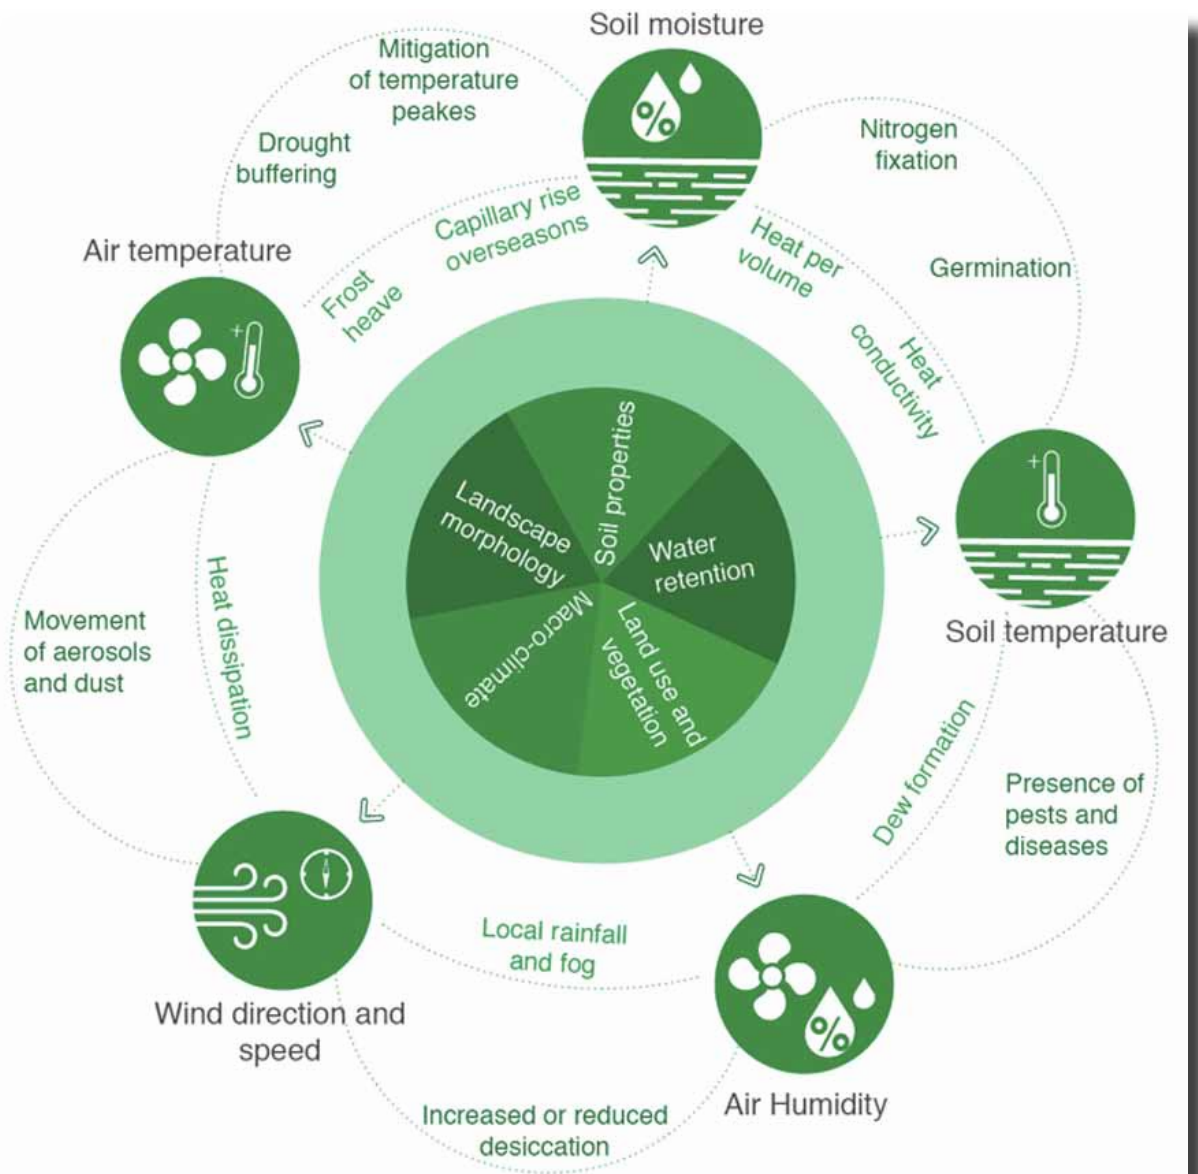 Soil moisture
Mitigation
of temperature
peakes
Drought
buffering
Nitrogen
fixation
Capillary rise
overseasons
Heat per
volume
Air temperature
Germination
Frost
heave
Heat
conductivity
Soil properties
Landscape
morphology
Water
retention
Macro-climate
Land use and
vegetation
Soil temperature
Heat dissipation
Movement
of aerosols
and dust
Dew formation
Presence of
pests and
diseases
Local rainfall
and fog
Wind direction and
speed
Air Humidity
Increased or reduced
desiccation
%
%
+
+